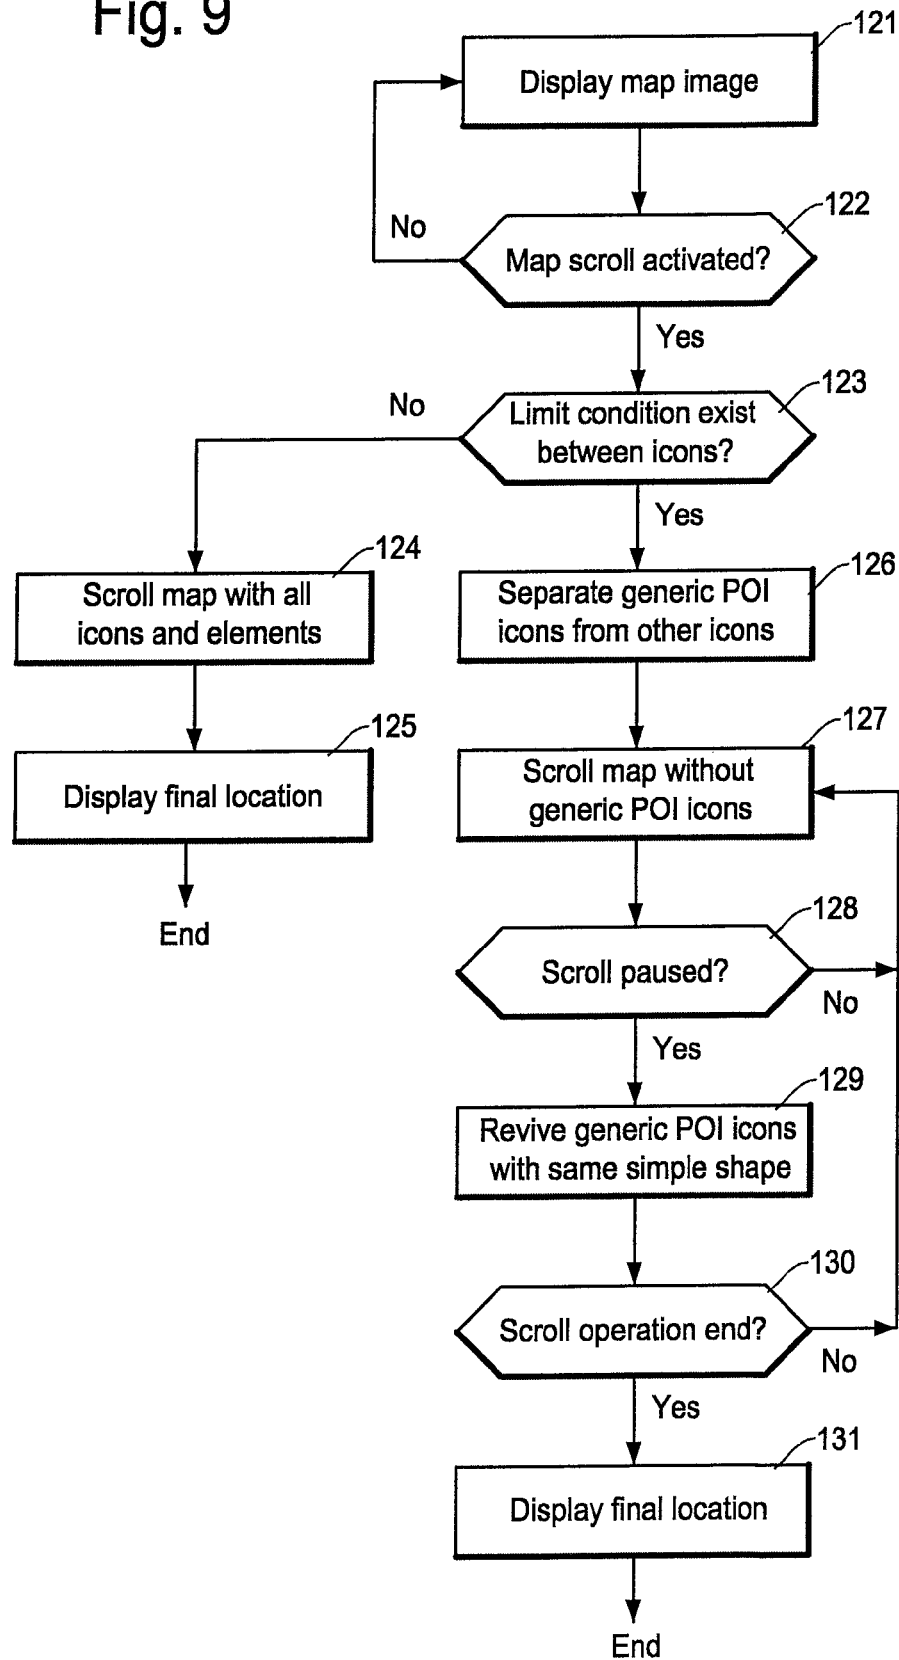 Fig. 9
121
Display map image
122
No
Map scroll activated?
Yes
123
No
Limit condition exist
between icons?
Yes
124
Scroll map with all
icons and elements
126
Separate generic POI
icons from other icons
125
Display final location
End
127
Scroll map without
generic POI icons
128
Scroll paused?
No
Yes
129
Revive generic POI icons
with same simple shape
130
Scroll operation end?
No
Yes
131
Display final location
End